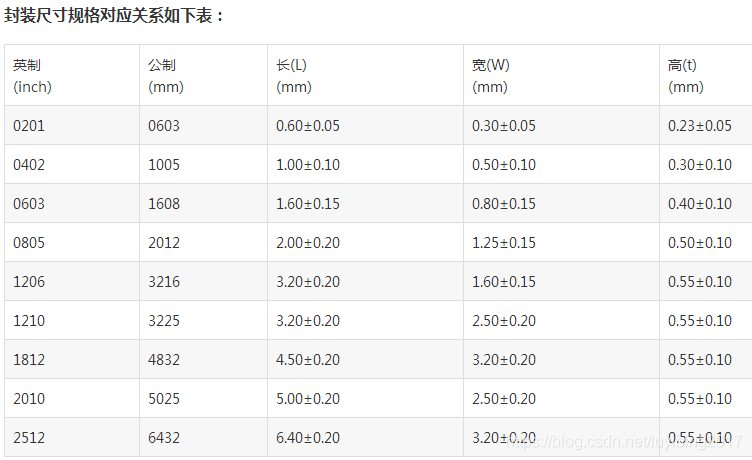 封装尺寸规格对应关系如下表：
英制 公制 长(L) 宽(W) 高(t)
(inch) (mm) (mm) (mm) (mm)
0201 0603 0.60±0.05 0.30±0.05 0.23±0.05
0402 1005 1.00±0.10 0.50±0.10 0.30±0.10
0603 1608 1.60±0.15 0.80±0.15 0.40±0.10
0805 2012 2.00±0.20 1.25±0.15 0.50±0.10
1206 3216 3.20±0.20 1.60±0.15 0.55±0.10
1210 3225 3.20±0.20 2.50±0.20 0.55±0.10
1812 4832 4.50±0.20 3.20±0.20 0.55±0.10
2010 5025 5.00±0.20 2.50±0.20 0.55±0.10
2512 6432 6.40±0.20 3.20±0.20 0.55±0.10